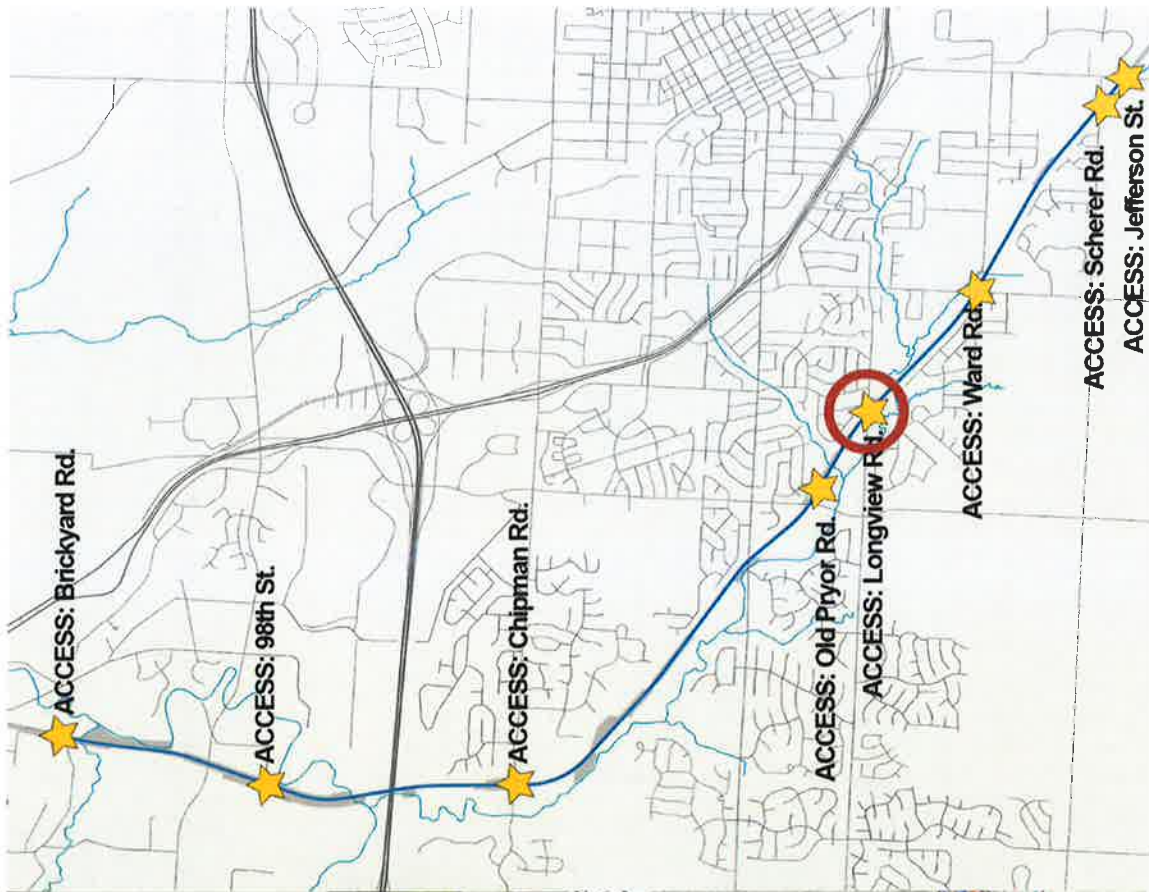 ACCESS: Brickyard Rd.
ACCESS: 98th St.
ACCESS: Chipman Rd.
ACCESS: Old Pryor Rd.
ACCESS: Longview Rd.
ACCESS: Ward Rd.
ACCESS: Scherer Rd.
ACCESS: Jefferson St.